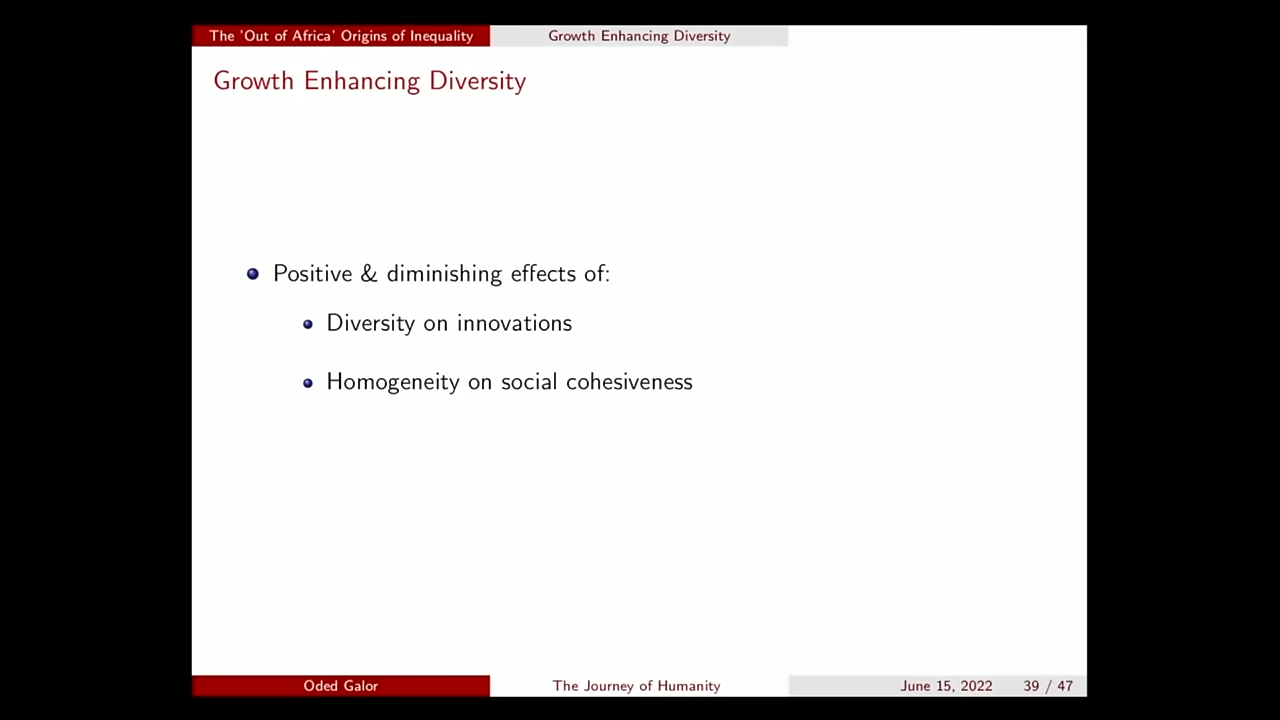 The 'Out of Africa' Origins of Inequality
Growth Enhancing Diversity
Growth Enhancing Diversity
Positive & diminishing effects of:
Diversity on innovations
Homogeneity on social cohesiveness
Oded Galor
The Journey of Humanity
June 15, 2022
39 / 47